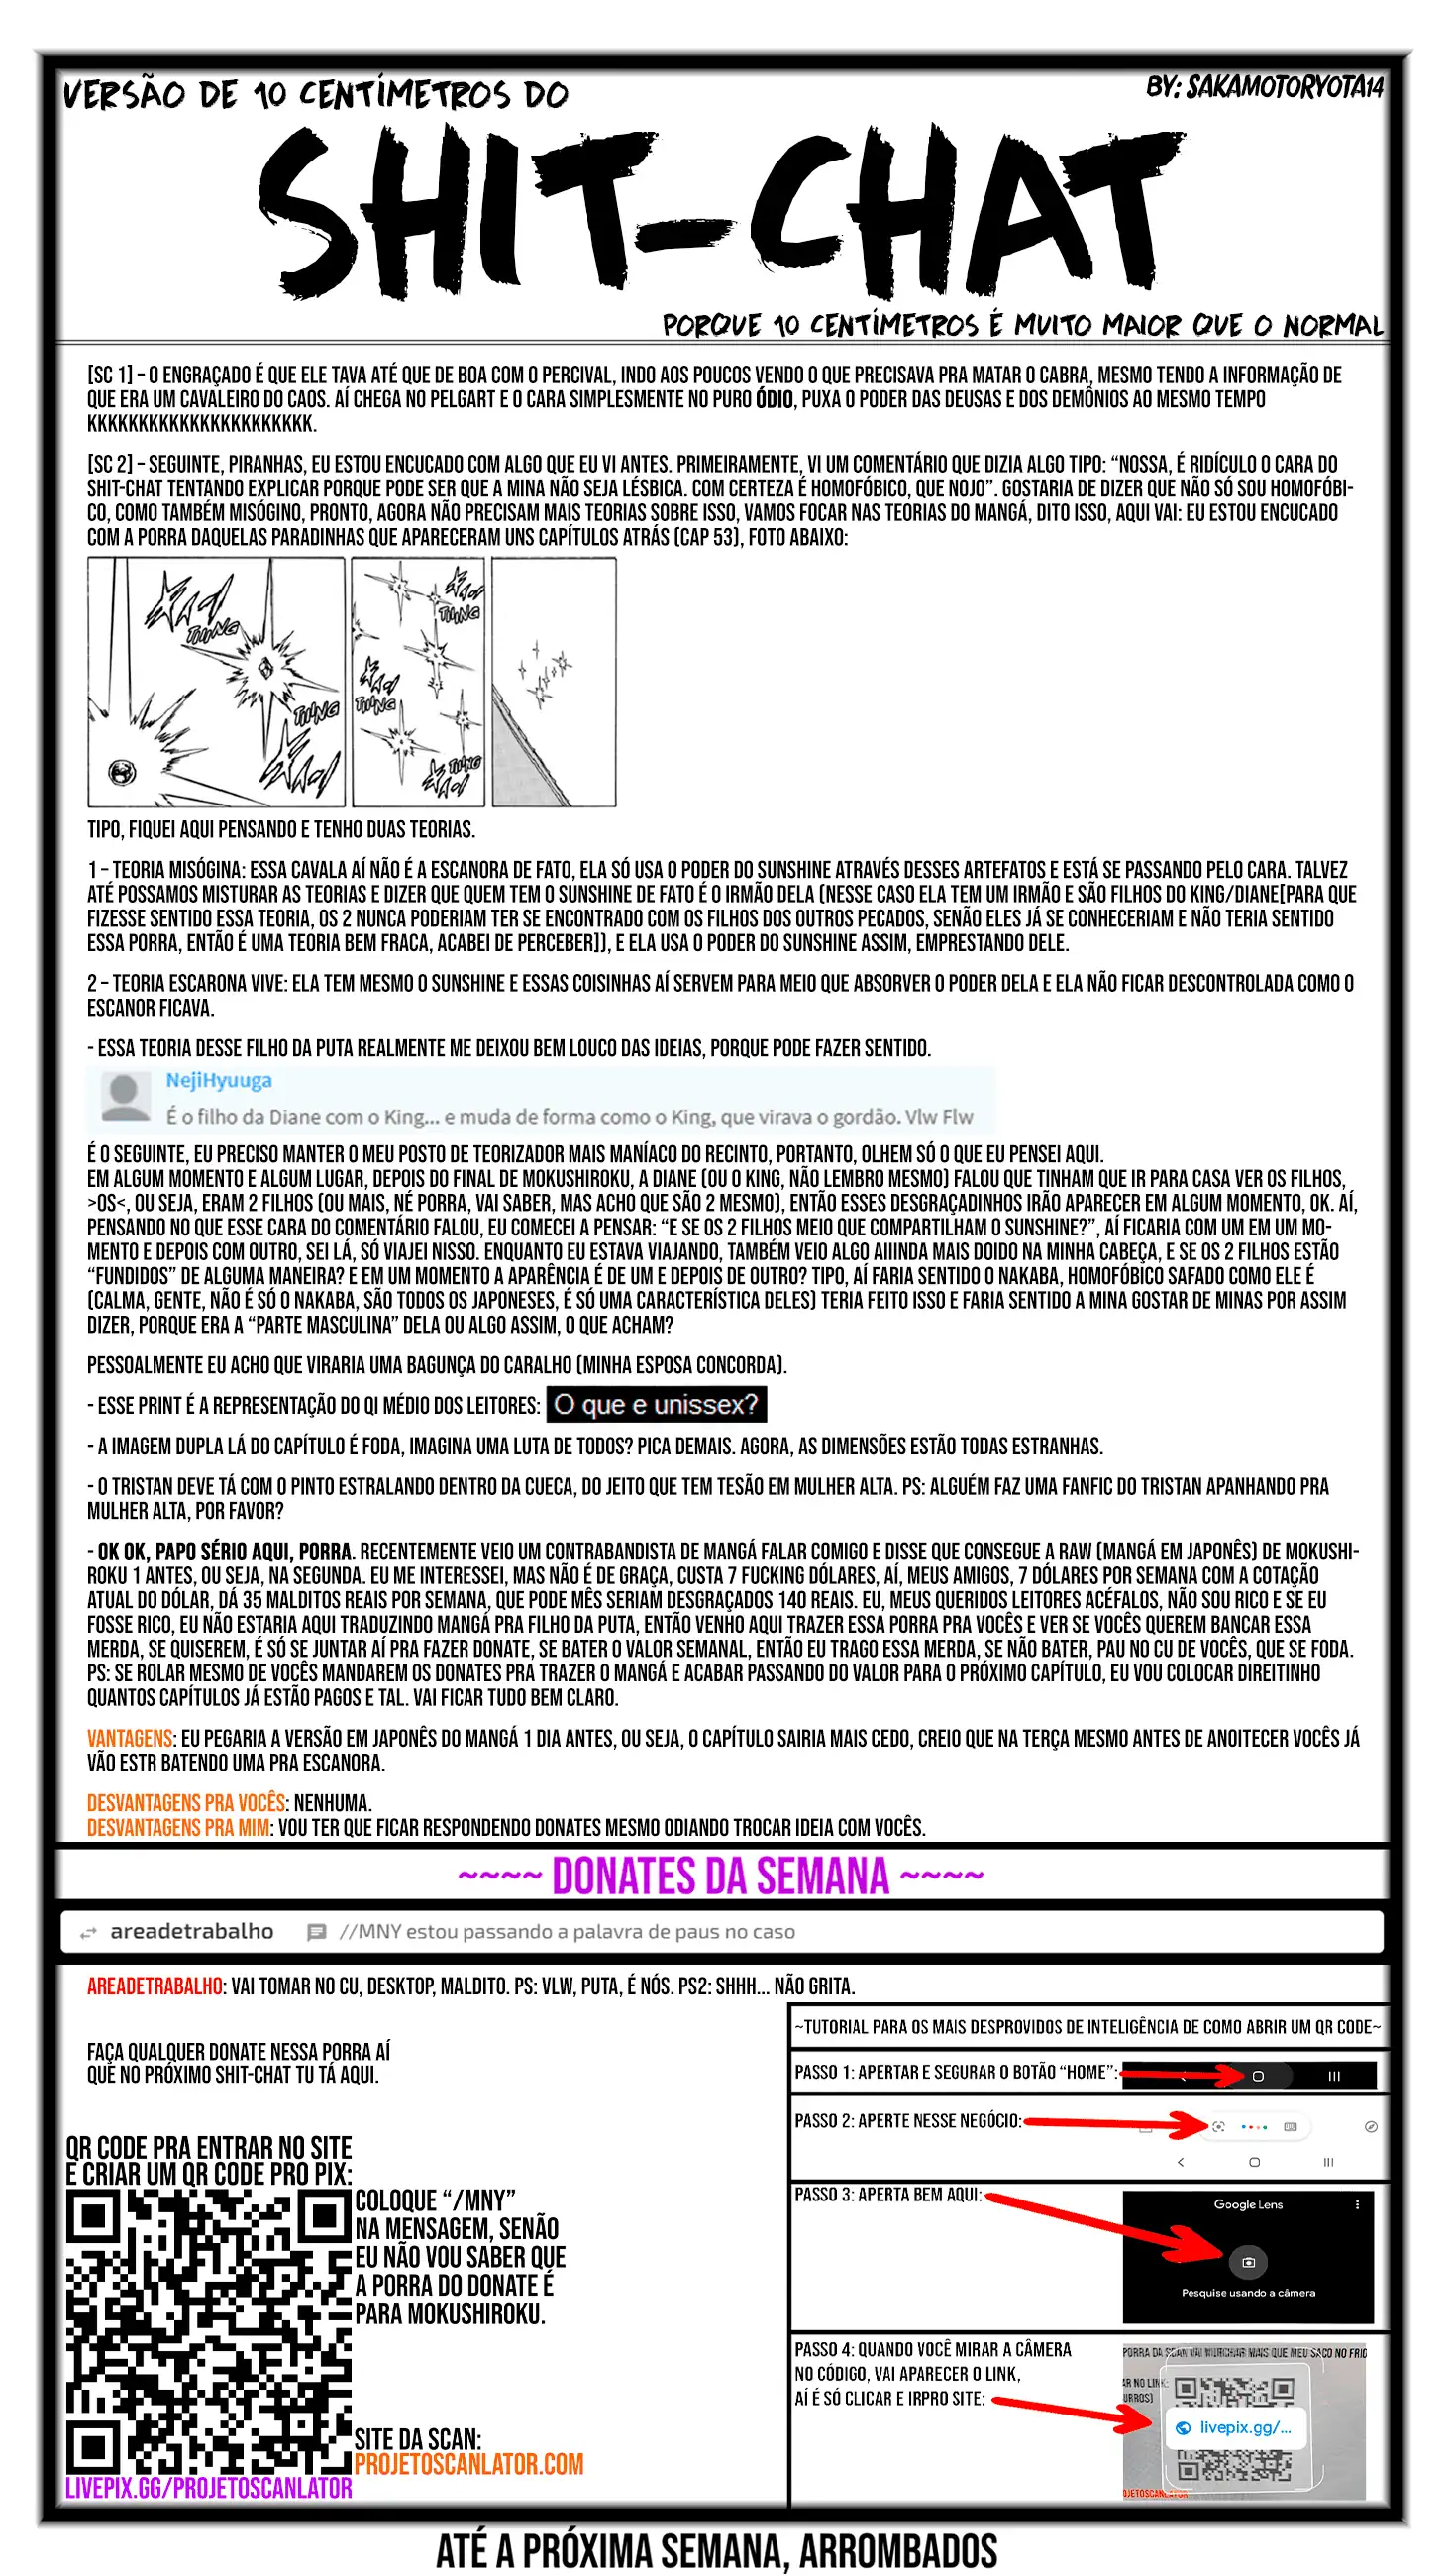 VERSÃO DE 10 CENTÍMETROS DO
BY: SAKAMOTORYOTA14
SHIT-CHAT
PORQUE 10 CENTÍMETROS É MUITO MAIOR QUE O NORMAL
[SC 1] – O ENGRAÇADO É QUE ELE TAVA ATÉ QUE DE BOA COM O PERCIVAL, INDO AOS POUCOS VENDO O QUE PRECISAVA PRA MATAR O CABRA, MESMO TENDO A INFORMAÇÃO DE
QUE ERA UM CAVALEIRO DO CAOS. AÍ CHEGA NO PELGART E O CARA SIMPLESMENTE NO PURO ÓDIO, PUXA O PODER DAS DEUSAS E DOS DEMÔNIOS AO MESMO TEMPO
KKKKKKKKKKKKKKKKKKKKKK.
[SC 2] – SEGUINTE, PIRANHAS, EU ESTOU ENCUCADO COM ALGO QUE EU VI ANTES. PRIMEIRAMENTE, VI UM COMENTÁRIO QUE DIZIA ALGO TIPO: “NOSSA, É RIDÍCULO O CARA DO
SHIT-CHAT TENTANDO EXPLICAR PORQUE PODE SER QUE A MINA NÃO SEJA LÉSBICA. COM CERTEZA É HOMOFÓBICO, QUE NOJO”. GOSTARIA DE DIZER QUE NÃO SÓ SOU HOMOFÓBI-
CO, COMO TAMBÉM MISÓGINO, PRONTO, AGORA NÃO PRECISAM MAIS TEORIAS SOBRE ISSO, VAMOS FOCAR NAS TEORIAS DO MANGÁ, DITO ISSO, AQUI VAI: EU ESTOU ENCUCADO
COM A PORRA DAQUELAS PARADINHAS QUE APARECERAM UNS CAPÍTULOS ATRÁS (CAP 53), FOTO ABAIXO:
TIING
TIING
TIING
TIING
TIING
TIPO, FIQUEI AQUI PENSANDO E TENHO DUAS TEORIAS.
1 – TEORIA MISÓGINA: ESSA CAVALA AÍ NÃO É A ESCANORA DE FATO, ELA SÓ USA O PODER DO SUNSHINE ATRAVÉS DESSES ARTEFATOS E ESTÁ SE PASSANDO PELO CARA. TALVEZ
ATÉ POSSAMOS MISTURAR AS TEORIAS E DIZER QUE QUEM TEM O SUNSHINE DE FATO É O IRMÃO DELA (NESSE CASO ELA TEM UM IRMÃO E SÃO FILHOS DO KING/DIANE[PARA QUE
FIZESSE SENTIDO ESSA TEORIA, OS 2 NUNCA PODERIAM TER SE ENCONTRADO COM OS FILHOS DOS OUTROS PECADOS, SENÃO ELES JÁ SE CONHECERIAM E NÃO TERIA SENTIDO
ESSA PORRA, ENTÃO É UMA TEORIA BEM FRACA, ACABEI DE PERCEBER]), E ELA USA O PODER DO SUNSHINE ASSIM, EMPRESTANDO DELE.
2 – TEORIA ESCARONA VIVE: ELA TEM MESMO O SUNSHINE E ESSAS COISINHAS AÍ SERVEM PARA MEIO QUE ABSORVER O PODER DELA E ELA NÃO FICAR DESCONTROLADA COMO O
ESCANOR FICAVA.
- ESSA TEORIA DESSE FILHO DA PUTA REALMENTE ME DEIXOU BEM LOUCO DAS IDEIAS, PORQUE PODE FAZER SENTIDO.
NejiHyuuga
É o filho da Diane com o King... e muda de forma como o King, que virava o gordão. Vlw Flw
É O SEGUINTE, EU PRECISO MANTER O MEU POSTO DE TEORIZADOR MAIS MANÍACO DO RECINTO, PORTANTO, OLHEM SÓ O QUE EU PENSEI AQUI.
EM ALGUM MOMENTO E ALGUM LUGAR, DEPOIS DO FINAL DE MOKUSHIROKU, A DIANE (OU O KING, NÃO LEMBRO MESMO) FALOU QUE TINHAM QUE IR PARA CASA VER OS FILHOS,
>OS<, OU SEJA, ERAM 2 FILHOS (OU MAIS, NÉ PORRA, VAI SABER, MAS ACHO QUE SÃO 2 MESMO), ENTÃO ESSES DESGRAÇADINHOS IRÃO APARECER EM ALGUM MOMENTO, OK. AÍ,
PENSANDO NO QUE ESSE CARA DO COMENTÁRIO FALOU, EU COMECEI A PENSAR: “E SE OS 2 FILHOS MEIO QUE COMPARTILHAM O SUNSHINE?”, AÍ FICARIA COM UM EM UM MO-
MENTO E DEPOIS COM OUTRO, SEI LÁ, SÓ VIAJEI NISSO. ENQUANTO EU ESTAVA VIAJANDO, TAMBÉM VEIO ALGO AIIINDA MAIS DOIDO NA MINHA CABEÇA, E SE OS 2 FILHOS ESTÃO
“FUNDIDOS” DE ALGUMA MANEIRA? E EM UM MOMENTO A APARÊNCIA É DE UM E DEPOIS DE OUTRO? TIPO, AÍ FARIA SENTIDO O NAKABA, HOMOFÓBICO SAFADO COMO ELE É
(CALMA, GENTE, NÃO É SÓ O NAKABA, SÃO TODOS OS JAPONESES, É SÓ UMA CARACTERÍSTICA DELES) TERIA FEITO ISSO E FARIA SENTIDO A MINA GOSTAR DE MINAS POR ASSIM
DIZER, PORQUE ERA A “PARTE MASCULINA” DELA OU ALGO ASSIM, O QUE ACHAM?
PESSOALMENTE EU ACHO QUE VIRARIA UMA BAGUNÇA DO CARALHO (MINHA ESPOSA CONCORDA).
- ESSE PRINT É A REPRESENTAÇÃO DO QI MÉDIO DOS LEITORES: O que e unissex?
- A IMAGEM DUPLA LÁ DO CAPÍTULO É FODA, IMAGINA UMA LUTA DE TODOS? PICA DEMAIS. AGORA, AS DIMENSÕES ESTÃO TODAS ESTRANHAS.
- O TRISTAN DEVE TÁ COM O PINTO ESTRALANDO DENTRO DA CUECA, DO JEITO QUE TEM TESÃO EM MULHER ALTA. PS: ALGUÉM FAZ UMA FANFIC DO TRISTAN APANHANDO PRA
MULHER ALTA, POR FAVOR?
- OK OK, PAPO SÉRIO AQUI, PORRA. RECENTEMENTE VEIO UM CONTRABANDISTA DE MANGÁ FALAR COMIGO E DISSE QUE CONSEGUE A RAW (MANGÁ EM JAPONÊS) DE MOKUSHI-
ROKU 1 ANTES, OU SEJA, NA SEGUNDA. EU ME INTERESSEI, MAS NÃO É DE GRAÇA, CUSTA 7 FUCKING DÓLARES, AÍ, MEUS AMIGOS, 7 DÓLARES POR SEMANA COM A COTAÇÃO
ATUAL DO DÓLAR, DÁ 35 MALDITOS REAIS POR SEMANA, QUE PODE MÊS SERIAM DESGRAÇADOS 140 REAIS. EU, MEUS QUERIDOS LEITORES ACÉFALOS, NÃO SOU RICO E SE EU
FOSSE RICO, EU NÃO ESTARIA AQUI TRADUZINDO MANGÁ PRA FILHO DA PUTA, ENTÃO VENHO AQUI TRAZER ESSA PORRA PRA VOCÊS E VER SE VOCÊS QUEREM BANCAR ESSA
MERDA, SE QUISEREM, É SÓ SE JUNTAR AÍ PRA FAZER DONATE, SE BATER O VALOR SEMANAL, ENTÃO EU TRAGO ESSA MERDA, SE NÃO BATER, PAU NO CU DE VOCÊS, QUE SE FODA.
PS: SE ROLAR MESMO DE VOCÊS MANDAREM OS DONATES PRA TRAZER O MANGÁ E ACABAR PASSANDO DO VALOR PARA O PRÓXIMO CAPÍTULO, EU VOU COLOCAR DIREITINHO
QUANTOS CAPÍTULOS JÁ ESTÃO PAGOS E TAL. VAI FICAR TUDO BEM CLARO.
VANTAGENS: EU PEGARIA A VERSÃO EM JAPONÊS DO MANGÁ 1 DIA ANTES, OU SEJA, O CAPÍTULO SAIRIA MAIS CEDO, CREIO QUE NA TERÇA MESMO ANTES DE ANOITECER VOCÊS JÁ
VÃO ESTR BATENDO UMA PRA ESCANORA.
DESVANTAGENS PRA VOCÊS: NENHUMA.
DESVANTAGENS PRA MIM: VOU TER QUE FICAR RESPONDENDO DONATES MESMO ODIANDO TROCAR IDEIA COM VOCÊS.
~~~~ DONATES DA SEMANA ~~~~
areadetrabalho //MNY estou passando a palavra de paus no caso
AREADETRABALHO: VAI TOMAR NO CU, DESKTOP, MALDITO. PS: VLW, PUTA, É NÓS. PS2: SHHH... NÃO GRITA.
FAÇA QUALQUER DONATE NESSA PORRA AÍ
QUE NO PRÓXIMO SHIT-CHAT TU TÁ AQUI.
QR CODE PRA ENTRAR NO SITE
E CRIAR UM QR CODE PRO PIX:
COLOQUE “/MNY”
NA MENSAGEM, SENÃO
EU NÃO VOU SABER QUE
A PORRA DO DONATE É
PARA MOKUSHIROKU.
SITE DA SCAN:
PROJETOSCANLATOR.COM
LIVEPIX.GG/PROJETOSCANLATOR
~TUTORIAL PARA OS MAIS DESPROVIDOS DE INTELIGÊNCIA DE COMO ABRIR UM QR CODE~
PASSO 1: APERTAR E SEGURAR O BOTÃO “HOME”:
PASSO 2: APERTE NESSE NEGÓCIO:
PASSO 3: APERTA BEM AQUI:
Google Lens
Pesquise usando a câmera
PASSO 4: QUANDO VOCÊ MIRAR A CÂMERA
NO CÓDIGO, VAI APARECER O LINK,
AÍ É SÓ CLICAR E IRPRO SITE:
PORRA DA SCAN VAI MURCHAR MAIS QUE MEU SACO NO FRIO
AR NO LINK:
URROS)
livepix.gg/...
OJETOSCANLATOR
ATÉ A PRÓXIMA SEMANA, ARROMBADOS